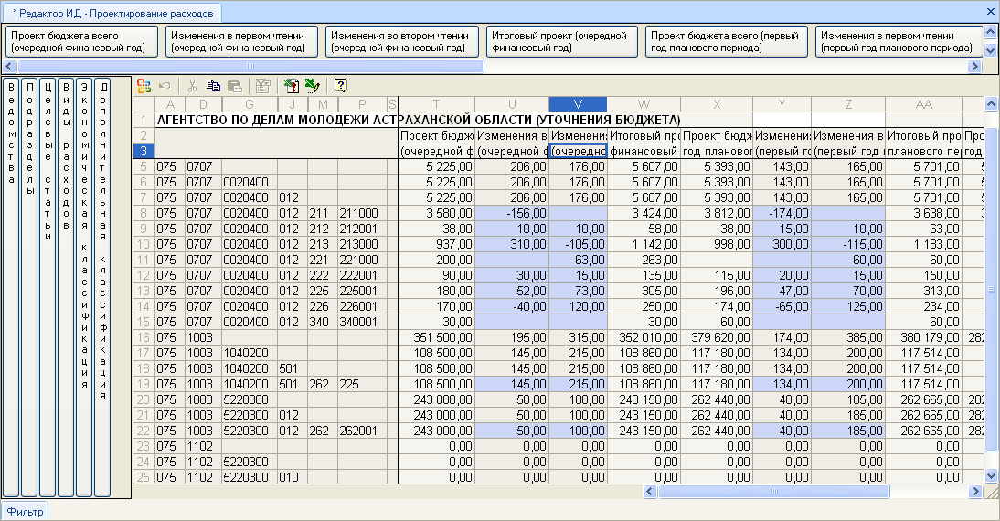 * Редактор ИД - Проектирование расходов
Проект бюджета всего (очередной финансовый год)
Изменения в первом чтении (очередной финансовый год)
Изменения во втором чтении (очередной финансовый год)
Итоговый проект (очередной финансовый год)
Проект бюджета всего (первый год планового периода)
Изменения в первом чтении (первый год планового периода)
Ведомства
Подразделы
Целевые статьи
Виды расходов
Экономическая классификация
Дополнительная классификация
A D G J M P S T U V W X Y Z AA
1 АГЕНТСТВО ПО ДЕЛАМ МОЛОДЕЖИ АСТРАХАНСКОЙ ОБЛАСТИ (УТОЧНЕНИЯ БЮДЖЕТА)
2 Проект бюдж Изменения в Изменени Итоговый про Проект бюдж Изменени Изменения в Итоговый про Про
3 (очередной ф (очередной ф (очередно финансовый год плановог (первый го (первый год планового пе год
5 075 0707 5 225,00 206,00 176,00 5 607,00 5 393,00 143,00 165,00 5 701,00 5
6 075 0707 0020400 5 225,00 206,00 176,00 5 607,00 5 393,00 143,00 165,00 5 701,00 5
7 075 0707 0020400 012 5 225,00 206,00 176,00 5 607,00 5 393,00 143,00 165,00 5 701,00 5
8 075 0707 0020400 012 211 211000 3 580,00 -156,00 3 424,00 3 812,00 -174,00 3 638,00 3
9 075 0707 0020400 012 212 212001 38,00 10,00 10,00 58,00 38,00 15,00 10,00 63,00
10 075 0707 0020400 012 213 213000 937,00 310,00 -105,00 1 142,00 998,00 300,00 -115,00 1 183,00
11 075 0707 0020400 012 221 221000 200,00 63,00 263,00 60,00 60,00
12 075 0707 0020400 012 222 222001 90,00 30,00 15,00 135,00 115,00 20,00 15,00 150,00
13 075 0707 0020400 012 225 225001 180,00 52,00 73,00 305,00 196,00 47,00 70,00 313,00
14 075 0707 0020400 012 226 226001 170,00 -40,00 120,00 250,00 174,00 -65,00 125,00 234,00
15 075 0707 0020400 012 340 340001 30,00 30,00 60,00 60,00
16 075 1003 351 500,00 195,00 315,00 352 010,00 379 620,00 174,00 385,00 380 179,00 282
17 075 1003 1040200 108 500,00 145,00 215,00 108 860,00 117 180,00 134,00 200,00 117 514,00
18 075 1003 1040200 501 108 500,00 145,00 215,00 108 860,00 117 180,00 134,00 200,00 117 514,00
19 075 1003 1040200 501 262 225 108 500,00 145,00 215,00 108 860,00 117 180,00 134,00 200,00 117 514,00
20 075 1003 5220300 243 000,00 50,00 100,00 243 150,00 262 440,00 40,00 185,00 262 665,00 282
21 075 1003 5220300 012 243 000,00 50,00 100,00 243 150,00 262 440,00 40,00 185,00 262 665,00 282
22 075 1003 5220300 012 262 262001 243 000,00 50,00 100,00 243 150,00 262 440,00 40,00 185,00 262 665,00 282
23 075 1102 0,00 0,00 0,00 0,00 0,00 0,00 0,00 0,00
24 075 1102 5220300 0,00 0,00 0,00 0,00 0,00 0,00 0,00 0,00
25 075 1102 5220300 010 0,00 0,00 0,00 0,00 0,00 0,00 0,00 0,00
Фильтр